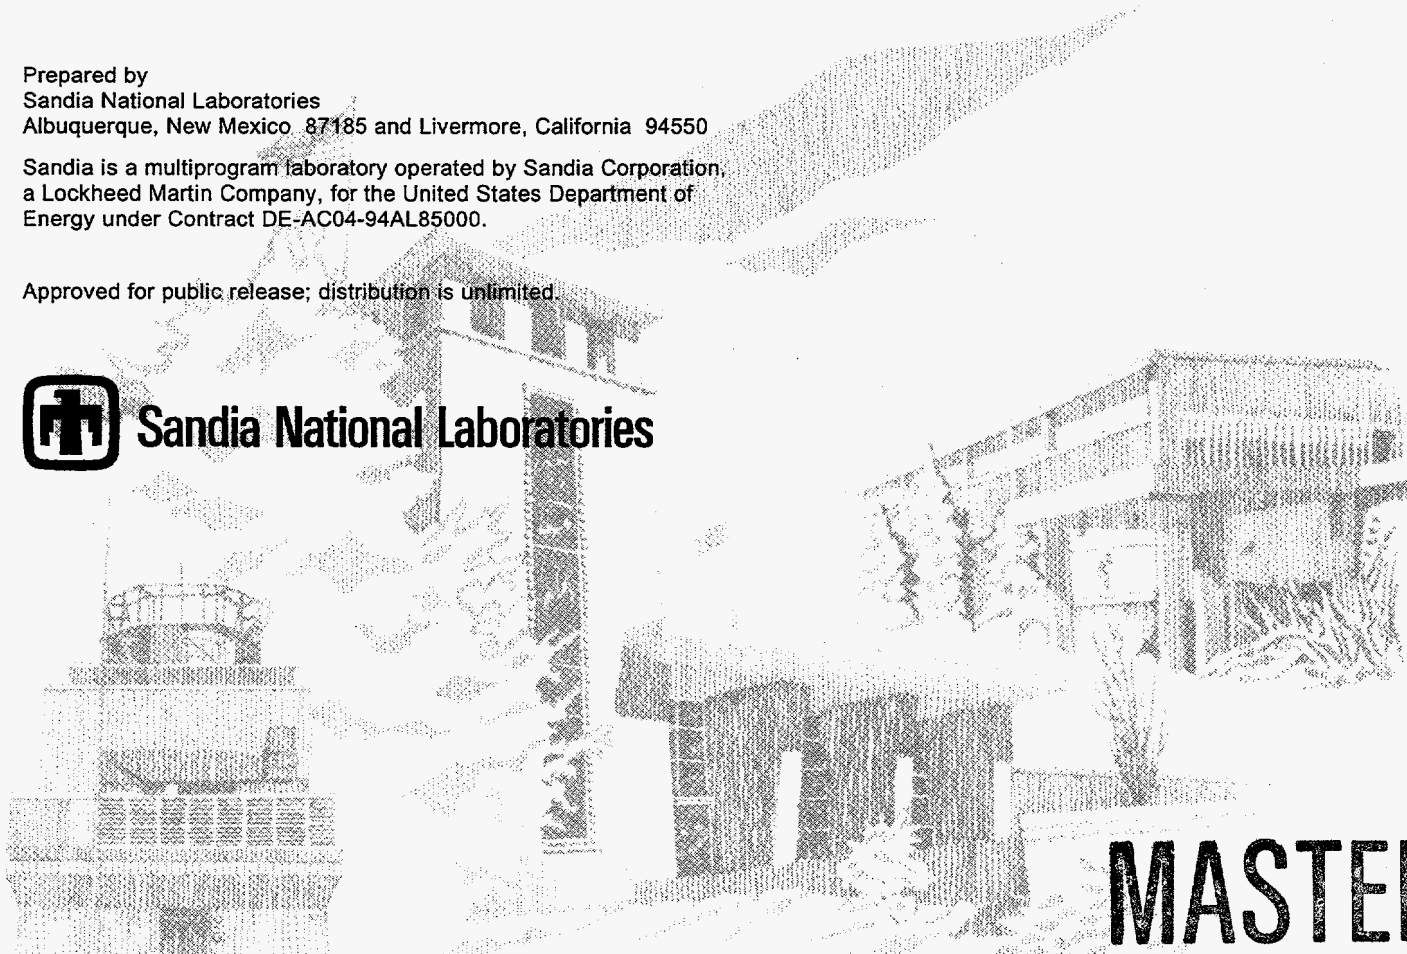 Prepared by
Sandia National Laboratories
Albuquerque, New Mexico 87185 and Livermore, California 94550
Sandia is a multiprogram laboratory operated by Sandia Corporation,
a Lockheed Martin Company, for the United States Department of
Energy under Contract DE-AC04-94AL85000.
Approved for public release; distribution is unlimited.
Sandia National Laboratories
MASTER